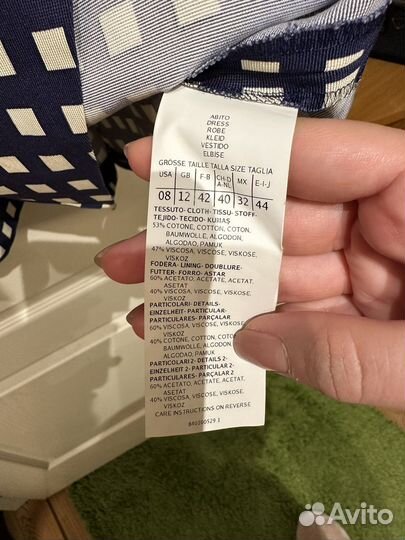 ABITO
DRESS
ROBE
KLEID
VESTIDO
ELBISE
GRÖSSE TAILLE TALLA SIZE TAGLIA
USA GB F-B CH-D A-NL MX E-I-J
08 12 42 40 32 44
TESSUTO- CLOTH- TISSU- STOFF-
TEJIDO- TECIDO- KUMAŞ
53% COTONE, COTTON, COTON,
BAUMWOLLE, ALGODON,
ALGODAO, PAMUK
47% VISCOSA, VISCOSE, VISKOSE,
VISKOZ
FODERA- LINING- DOUBLURE-
FUTTER- FORRO- ASTAR
60% ACETATO, ACETATE, ACETAT,
ASETAT
40% VISCOSA, VISCOSE, VISKOSE,
VISKOZ
PARTICOLARI- DETAILS-
EINZELHEIT- PARTICULAR-
PARTICULARES- PARÇALAR
60% VISCOSA, VISCOSE, VISKOSE,
VISKOZ
40% COTONE, COTTON, COTON,
BAUMWOLLE, ALGODON,
ALGODAO, PAMUK
PARTICOLARI 2- DETAILS 2-
EINZELHEIT 2- PARTICULAR 2-
PARTICULARES- PARÇALAR 2
60% ACETATO, ACETATE, ACETAT,
ASETAT
40% VISCOSA, VISCOSE, VISKOSE,
VISKOZ
CARE INSTRUCTIONS ON REVERSE
Avito